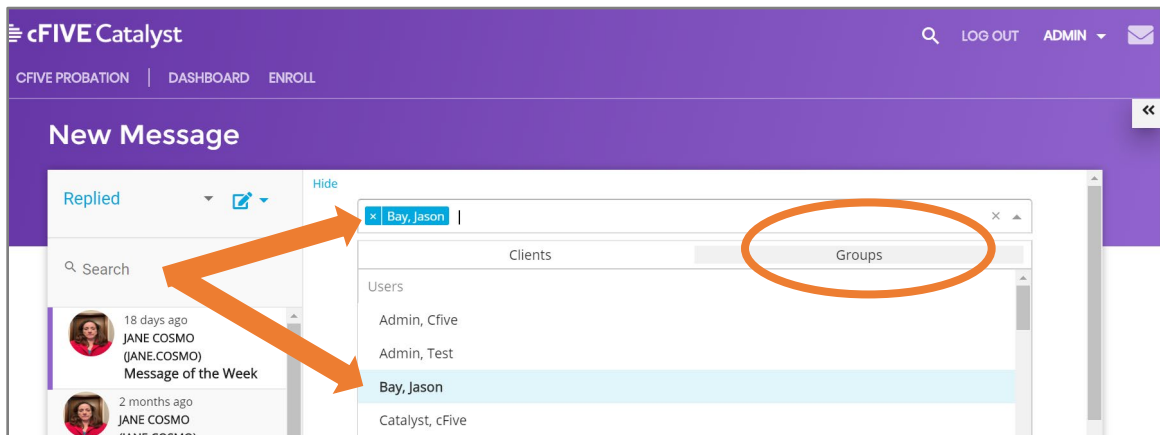 cFIVE Catalyst
LOG OUT ADMIN
CFIVE PROBATION | DASHBOARD ENROLL
«
New Message
Replied
Hide
× Bay, Jason
×
Search
Clients Groups
Users
Admin, Cfive
Admin, Test
Bay, Jason
Catalyst, cFive
18 days ago
JANE COSMO
(JANE.COSMO)
Message of the Week
2 months ago
JANE COSMO
(JANE.COSMO)